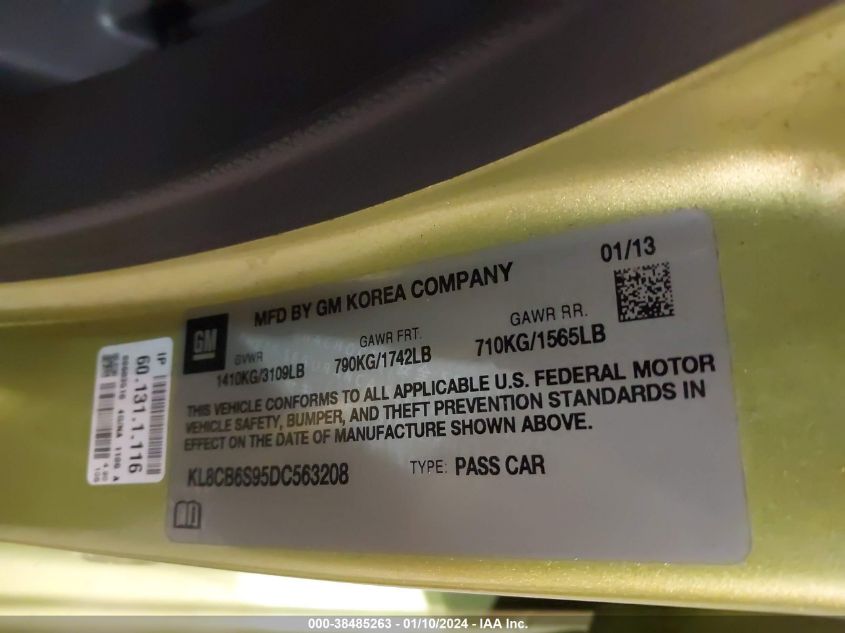 01/13
MFD BY GM KOREA COMPANY
GM
GVWR
GAWR FRT.
GAWR RR.
1410KG/3109LB
790KG/1742LB
710KG/1565LB
THIS VEHICLE CONFORMS TO ALL APPLICABLE U.S. FEDERAL MOTOR
VEHICLE SAFETY, BUMPER, AND THEFT PREVENTION STANDARDS IN
EFFECT ON THE DATE OF MANUFACTURE SHOWN ABOVE.
KL8CB6S95DC563208
TYPE: PASS CAR
IP
60.131.1.116
000-38485263 - 01/10/2024 - IAA Inc.